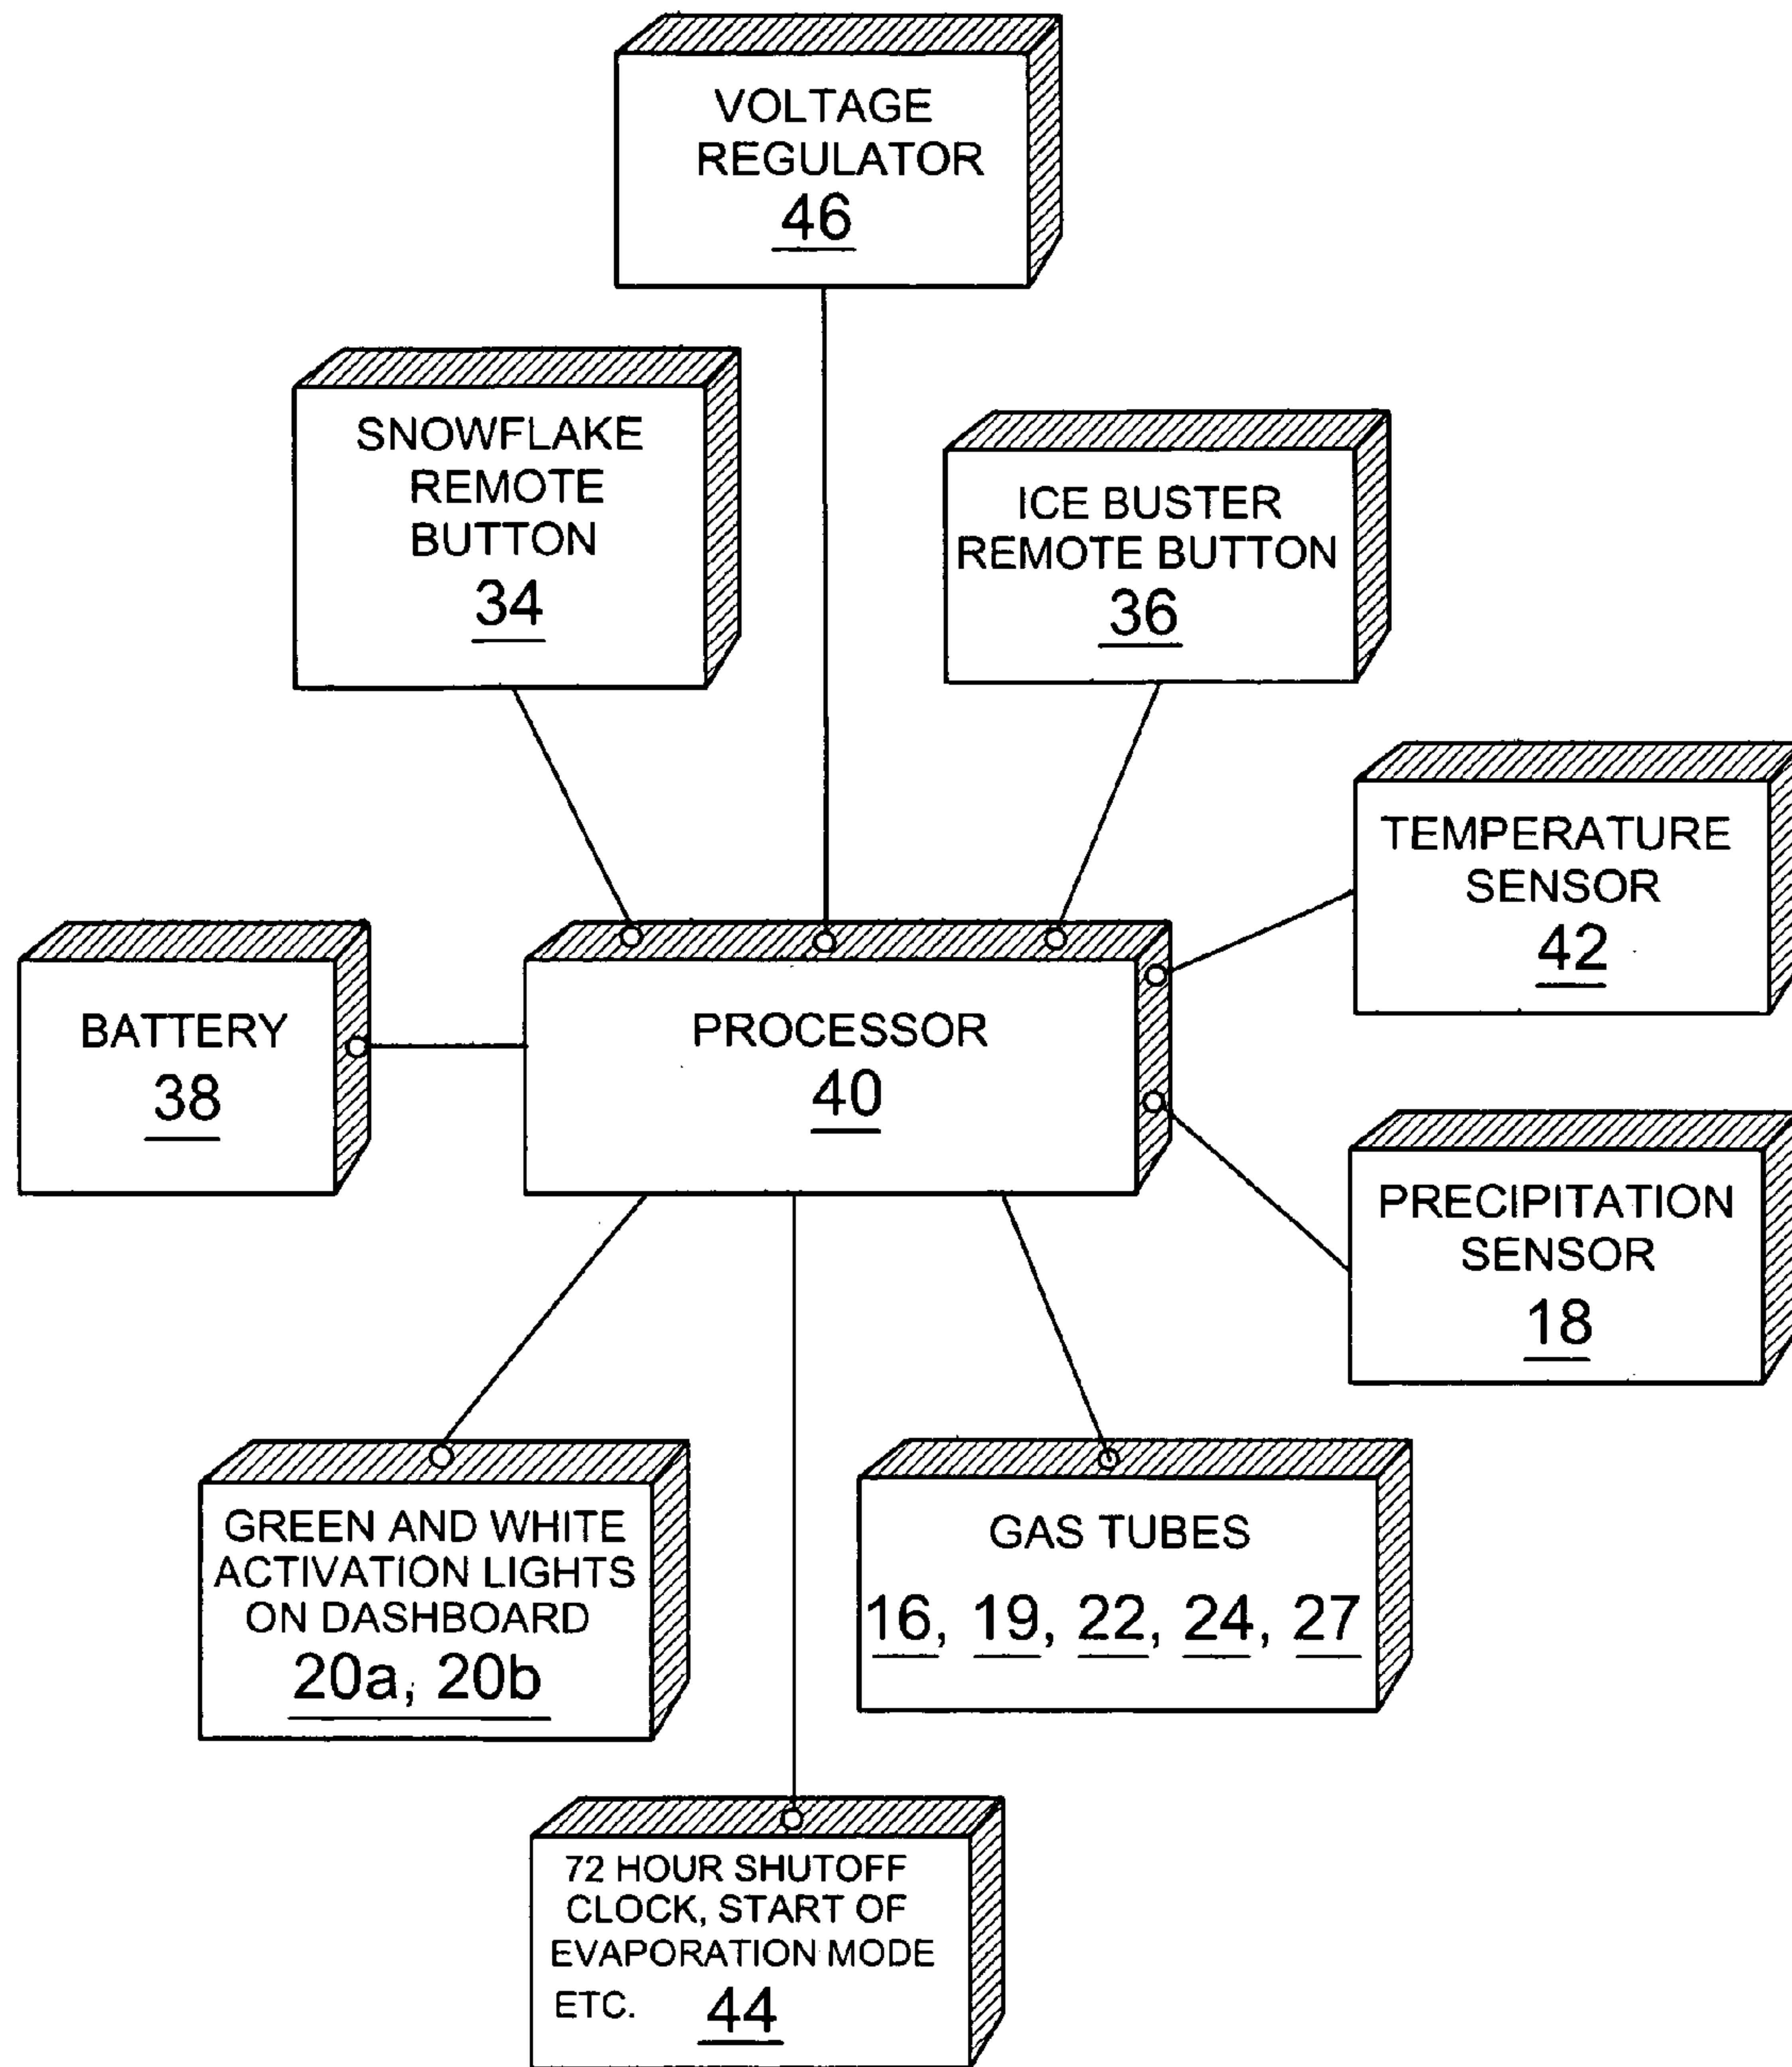 VOLTAGE
REGULATOR
46
SNOWFLAKE
REMOTE
BUTTON
34
ICE BUSTER
REMOTE BUTTON
36
TEMPERATURE
SENSOR
42
BATTERY
38
PROCESSOR
40
PRECIPITATION
SENSOR
18
GREEN AND WHITE
ACTIVATION LIGHTS
ON DASHBOARD
20a, 20b
GAS TUBES
16, 19, 22, 24, 27
72 HOUR SHUTOFF
CLOCK, START OF
EVAPORATION MODE
ETC. 44